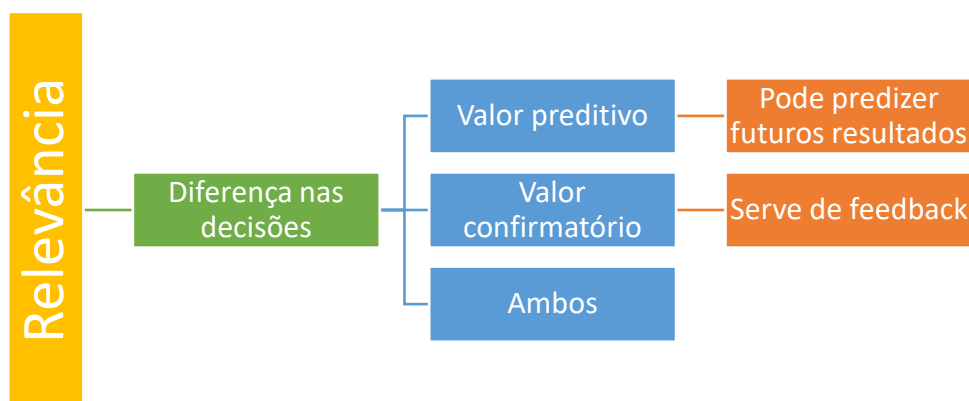 Relevância
Diferença nas
decisões
Valor preditivo
Pode predizer
futuros resultados
Valor
confirmatório
Serve de feedback
Ambos